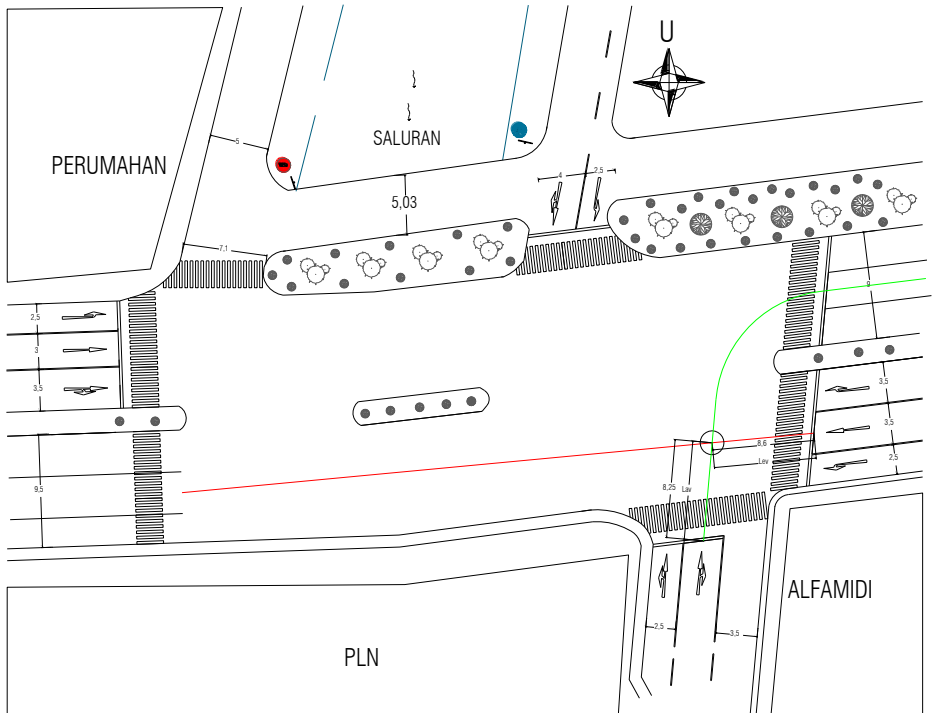 U
SALURAN
PERUMAHAN
5
4
2,5
5,03
7,1
9
2,5
3
3,5
3,5
3,5
8,6
Lev
2,5
9,5
8,25
Lav
ALFAMIDI
2,5
3,5
PLN